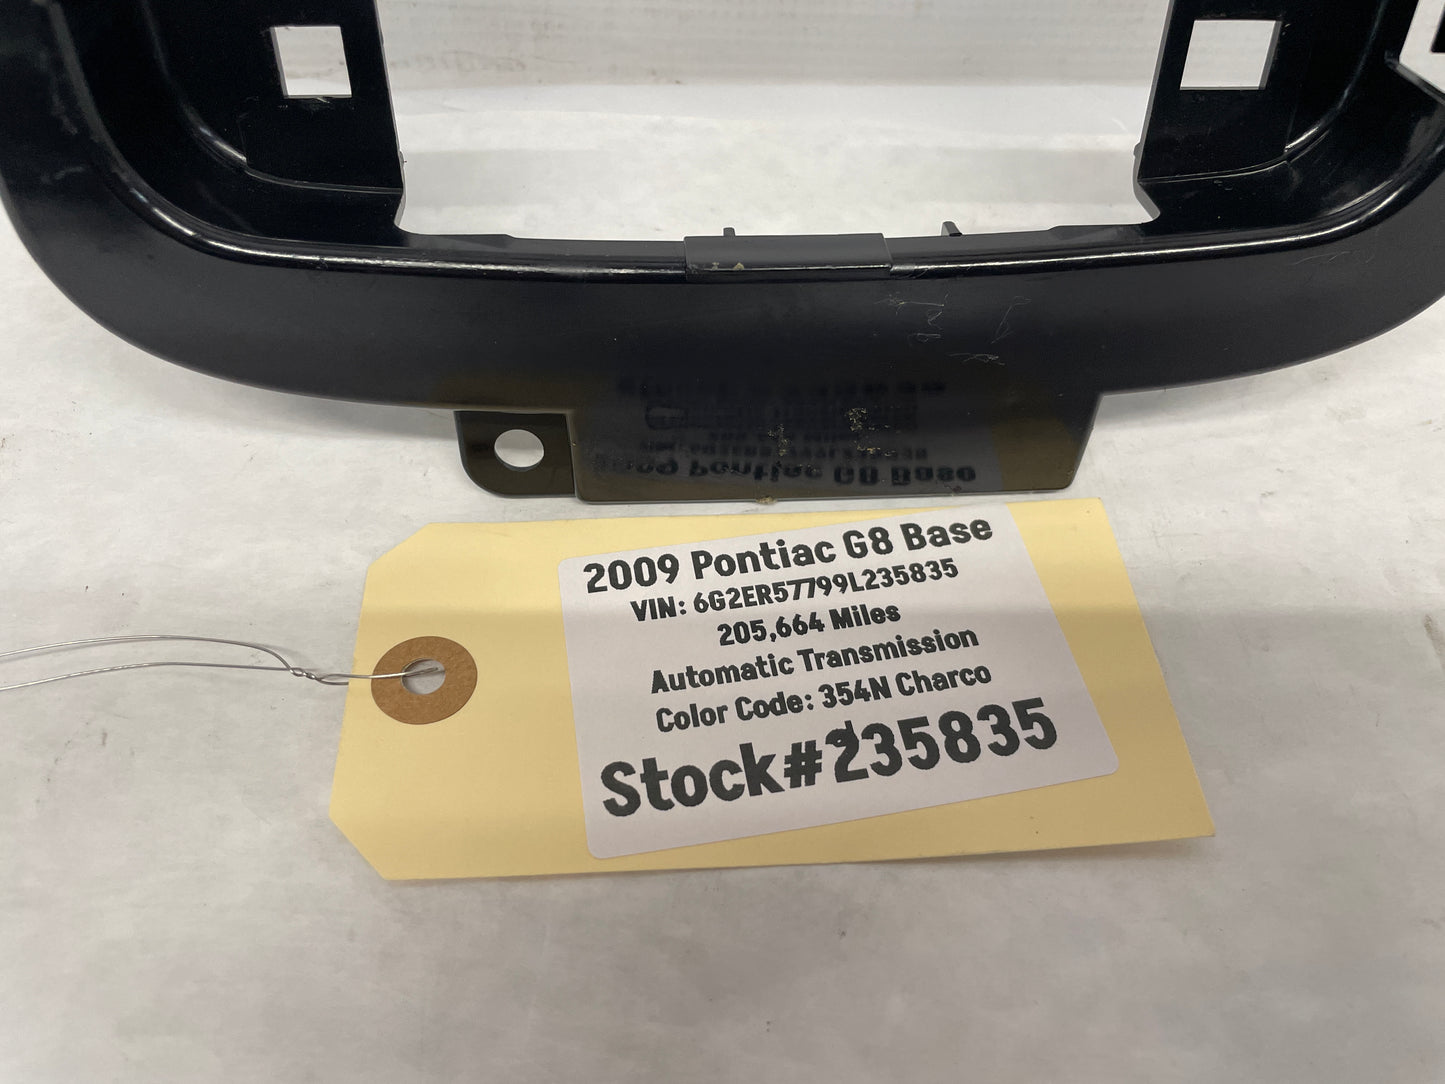 2009 Pontiac G8 Base
VIN: 6G2ER57799L235835
205,664 Miles
Automatic Transmission
Color Code: 354N Charco
Stock#235835